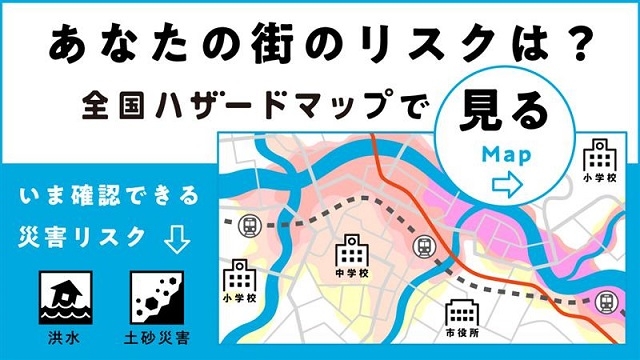 あなたの街のリスクは？
全国ハザードマップで
見る
Map
いま確認できる
災害リスク
洪水
土砂災害
小学校
中学校
小学校
市役所